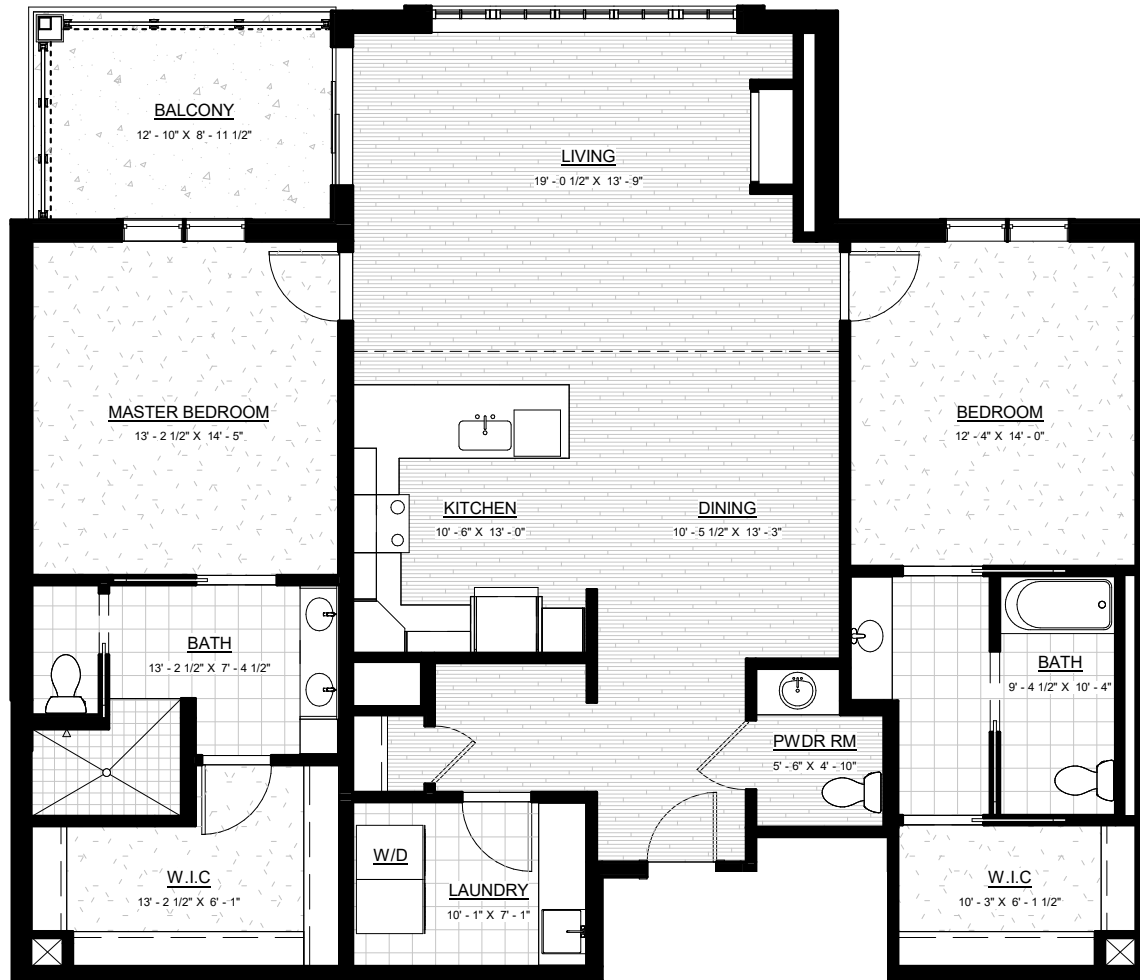 BALCONY
12' - 10" X 8' - 11 1/2"
LIVING
19' - 0 1/2" X 13' - 9"
MASTER BEDROOM
13' - 2 1/2" X 14' - 5"
BEDROOM
12' - 4" X 14' - 0"
KITCHEN
10' - 6" X 13' - 0"
DINING
10' - 5 1/2" X 13' - 3"
BATH
13' - 2 1/2" X 7' - 4 1/2"
BATH
9' - 4 1/2" X 10' - 4"
PWDR RM
5' - 6" X 4' - 10"
W/D
LAUNDRY
10' - 1" X 7' - 1"
W.I.C
13' - 2 1/2" X 6' - 1"
W.I.C
10' - 3" X 6' - 1 1/2"